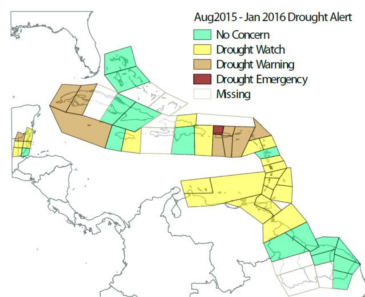 Aug2015 - Jan 2016 Drought Alert
No Concern
Drought Watch
Drought Warning
Drought Emergency
Missing